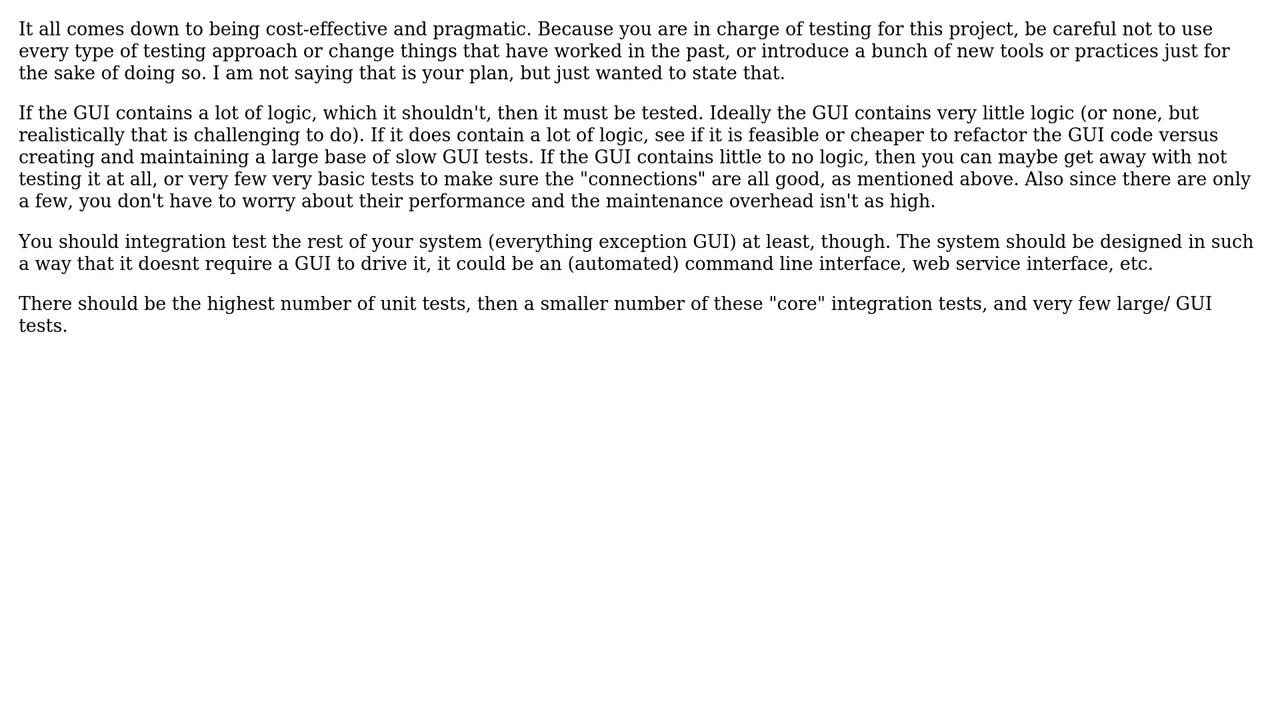 It all comes down to being cost-effective and pragmatic. Because you are in charge of testing for this project, be careful not to use
every type of testing approach or change things that have worked in the past, or introduce a bunch of new tools or practices just for
the sake of doing so. I am not saying that is your plan, but just wanted to state that.
If the GUI contains a lot of logic, which it shouldn't, then it must be tested. Ideally the GUI contains very little logic (or none, but
realistically that is challenging to do). If it does contain a lot of logic, see if it is feasible or cheaper to refactor the GUI code versus
creating and maintaining a large base of slow GUI tests. If the GUI contains little to no logic, then you can maybe get away with not
testing it at all, or very few very basic tests to make sure the "connections" are all good, as mentioned above. Also since there are only
a few, you don't have to worry about their performance and the maintenance overhead isn't as high.
You should integration test the rest of your system (everything exception GUI) at least, though. The system should be designed in such
a way that it doesnt require a GUI to drive it, it could be an (automated) command line interface, web service interface, etc.
There should be the highest number of unit tests, then a smaller number of these "core" integration tests, and very few large/ GUI
tests.